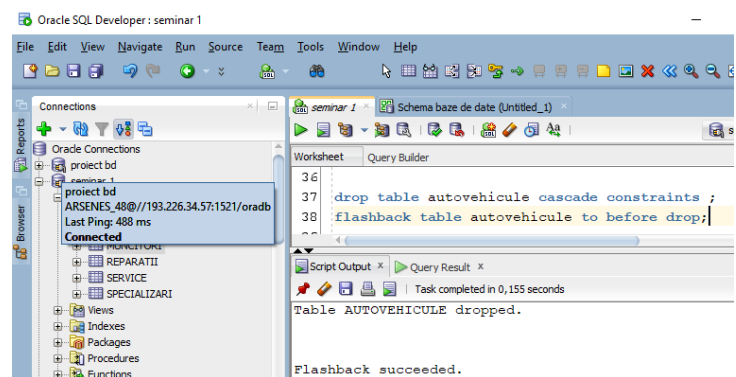 Oracle SQL Developer : seminar 1
File Edit View Navigate Run Source Team Tools Window Help
Connections
seminar 1
Schema baze de date (Untitled_1)
Reports
Browser
Oracle Connections
proiect bd
seminar 1
proiect bd
ARSENES_48@//193.226.34.57:1521/oradb
Last Ping: 488 ms
Connected
MUNCITORI
REPARATII
SERVICE
SPECIALIZARI
Views
Indexes
Packages
Procedures
Functions
Worksheet Query Builder
36
37 drop table autovehicule cascade constraints ;
38 flashback table autovehicule to before drop;
Script Output Query Result
Task completed in 0,155 seconds
Table AUTOVEHICULE dropped.
Flashback succeeded.